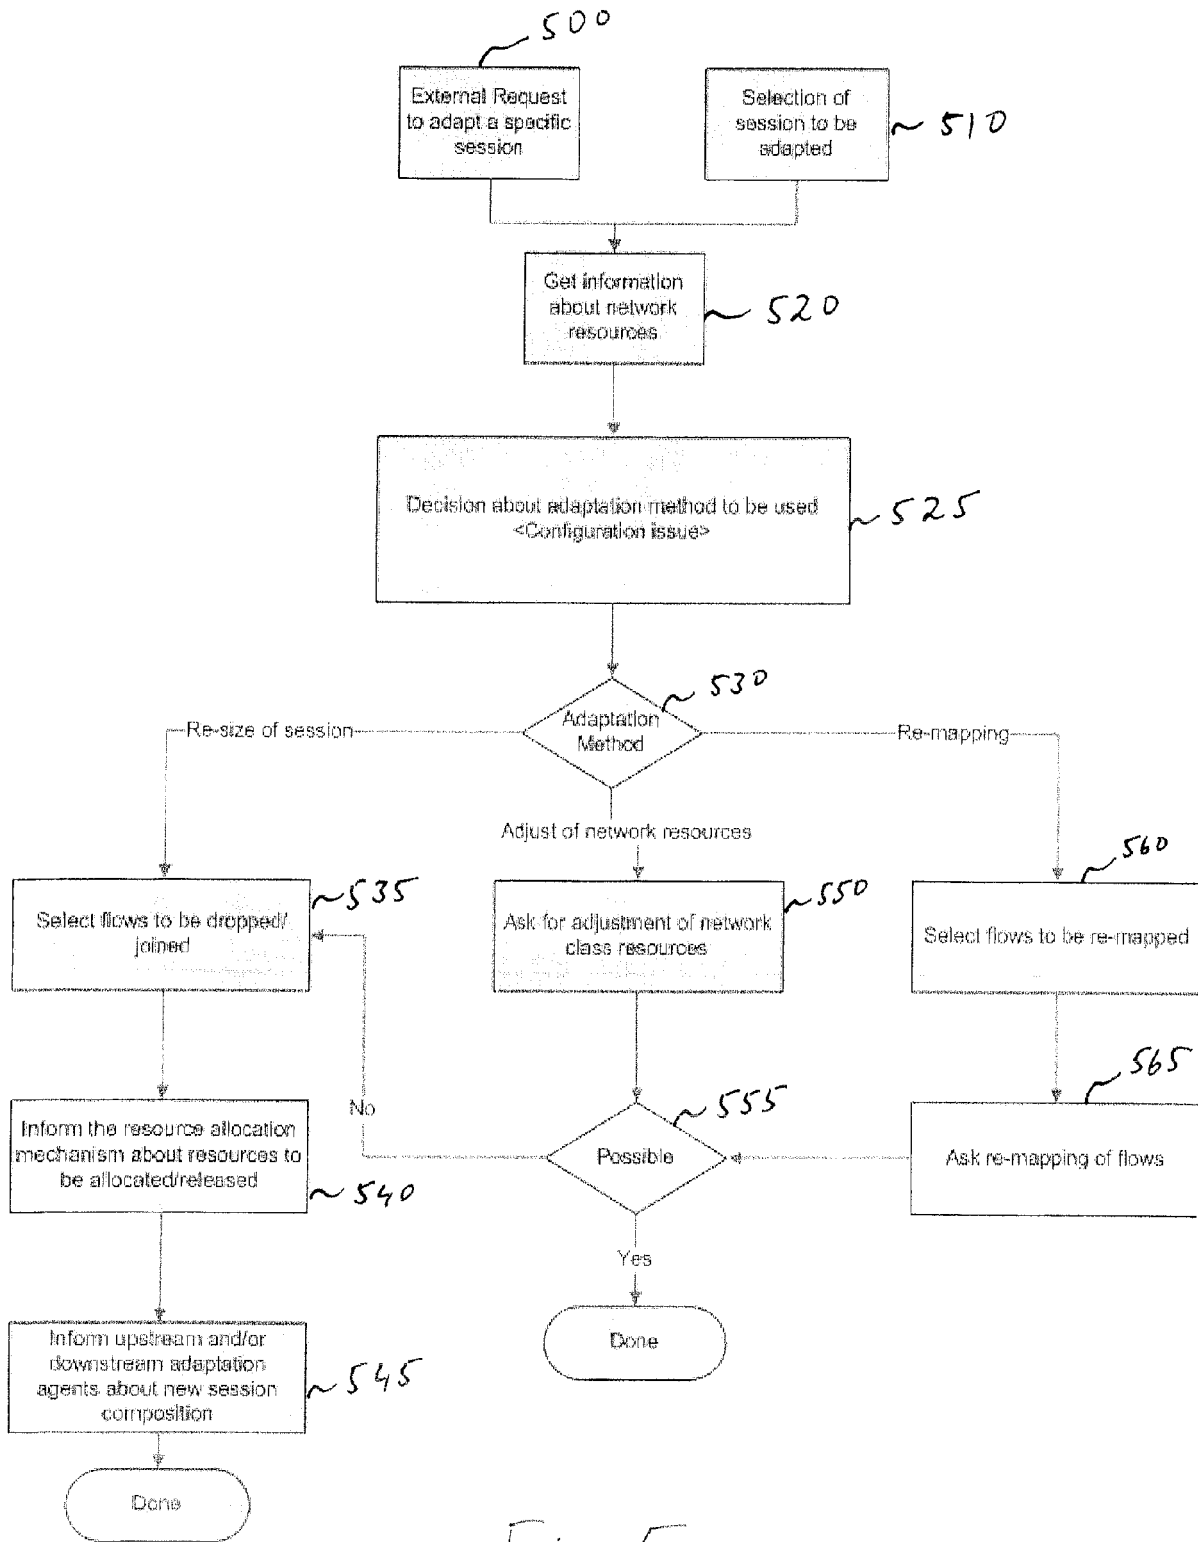 500
External Request
to adapt a specific
session
Selection of
session to be
adapted
510
Get information
about network
resources
520
Decision about adaptation method to be used
<Configuration issue>
525
530
Adaptation
Method
Re-size of session
Re-mapping
Adjust of network resources
535
Select flows to be dropped/
joined
550
Ask for adjustment of network
class resources
560
Select flows to be re-mapped
565
Ask re-mapping of flows
No
555
Possible
Inform the resource allocation
mechanism about resources to
be allocated/released
540
Yes
Done
Inform upstream and/or
downstream adaptation
agents about new session
composition
545
Done